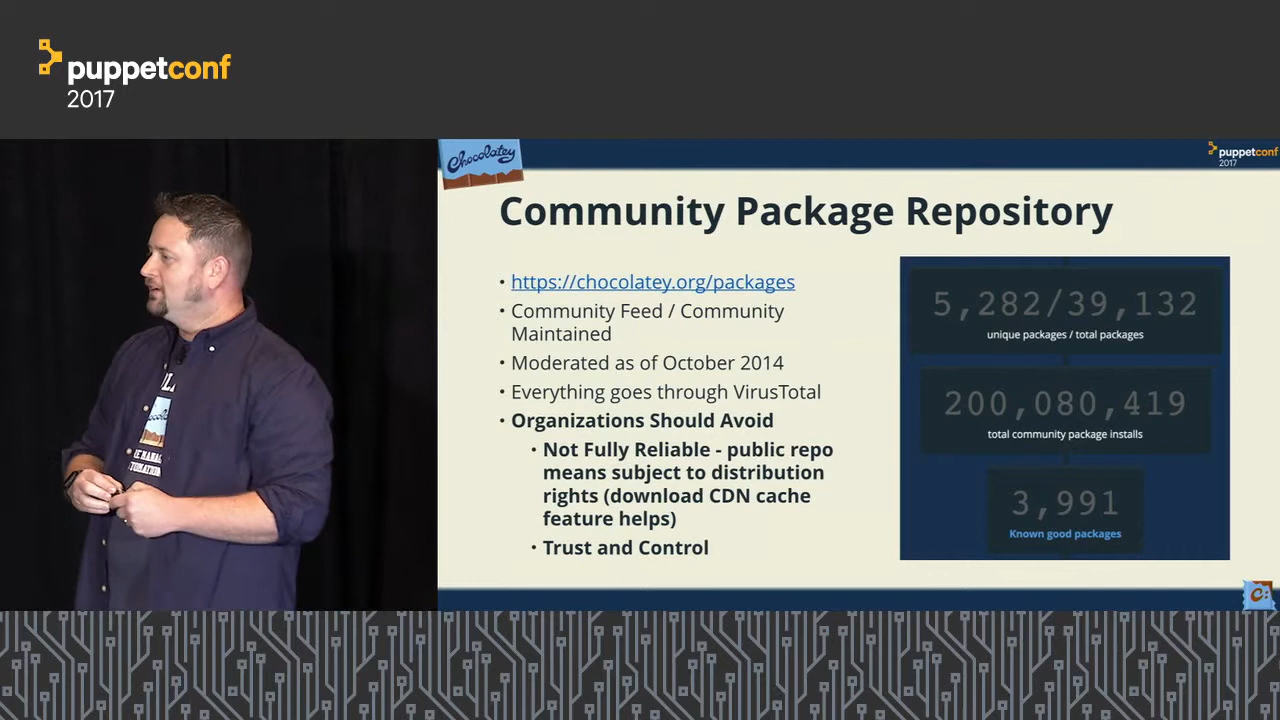 puppetconf
2017
Chocolatey
puppetconf
2017
Community Package Repository
• https://chocolatey.org/packages
• Community Feed / Community
Maintained
• Moderated as of October 2014
• Everything goes through VirusTotal
• Organizations Should Avoid
• Not Fully Reliable - public repo
means subject to distribution
rights (download CDN cache
feature helps)
• Trust and Control
5,282/39,132
unique packages / total packages
200,080,419
total community package installs
3,991
Known good packages